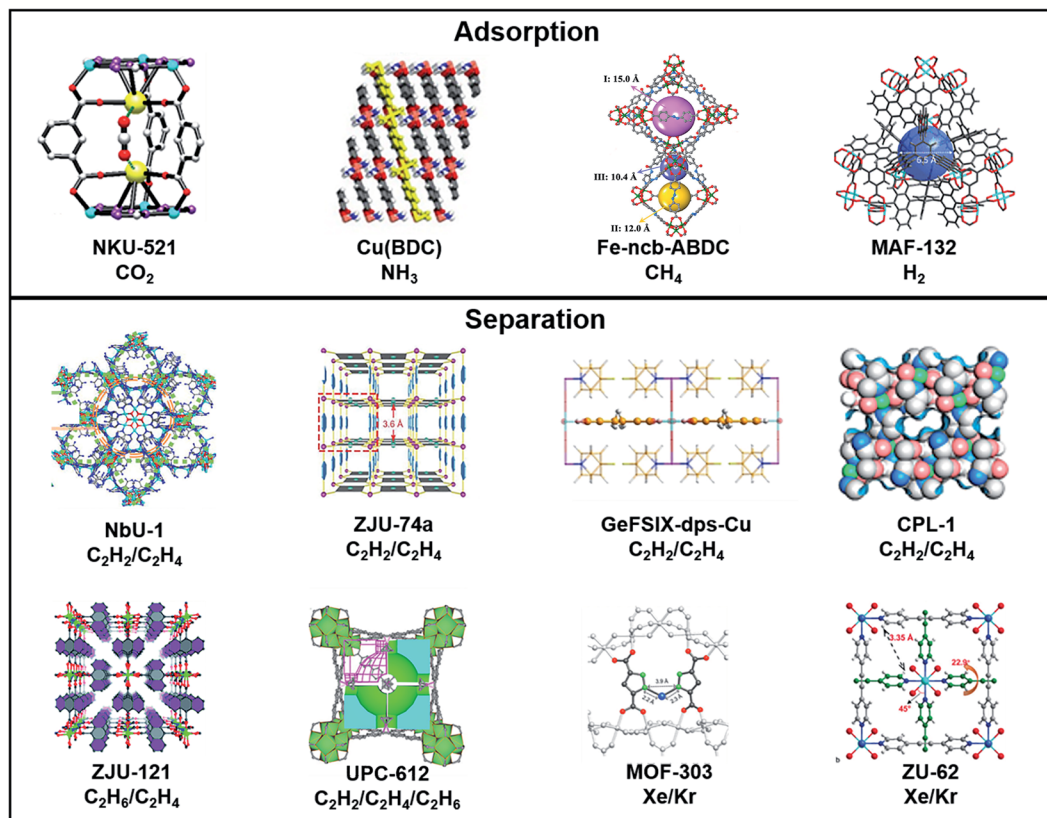 Adsorption
I: 15.0 Å
III: 10.4 Å
II: 12.0 Å
6.5 Å
NKU-521
CO₂
Cu(BDC)
NH₃
Fe-ncb-ABDC
CH₄
MAF-132
H₂
Separation
3.6 Å
NbU-1
C₂H₂/C₂H₄
ZJU-74a
C₂H₂/C₂H₄
GeFSIX-dps-Cu
C₂H₂/C₂H₄
CPL-1
C₂H₂/C₂H₄
3.9 Å
3.35 Å
22.9°
45°
b
ZJU-121
C₂H₆/C₂H₄
UPC-612
C₂H₂/C₂H₄/C₂H₆
MOF-303
Xe/Kr
ZU-62
Xe/Kr